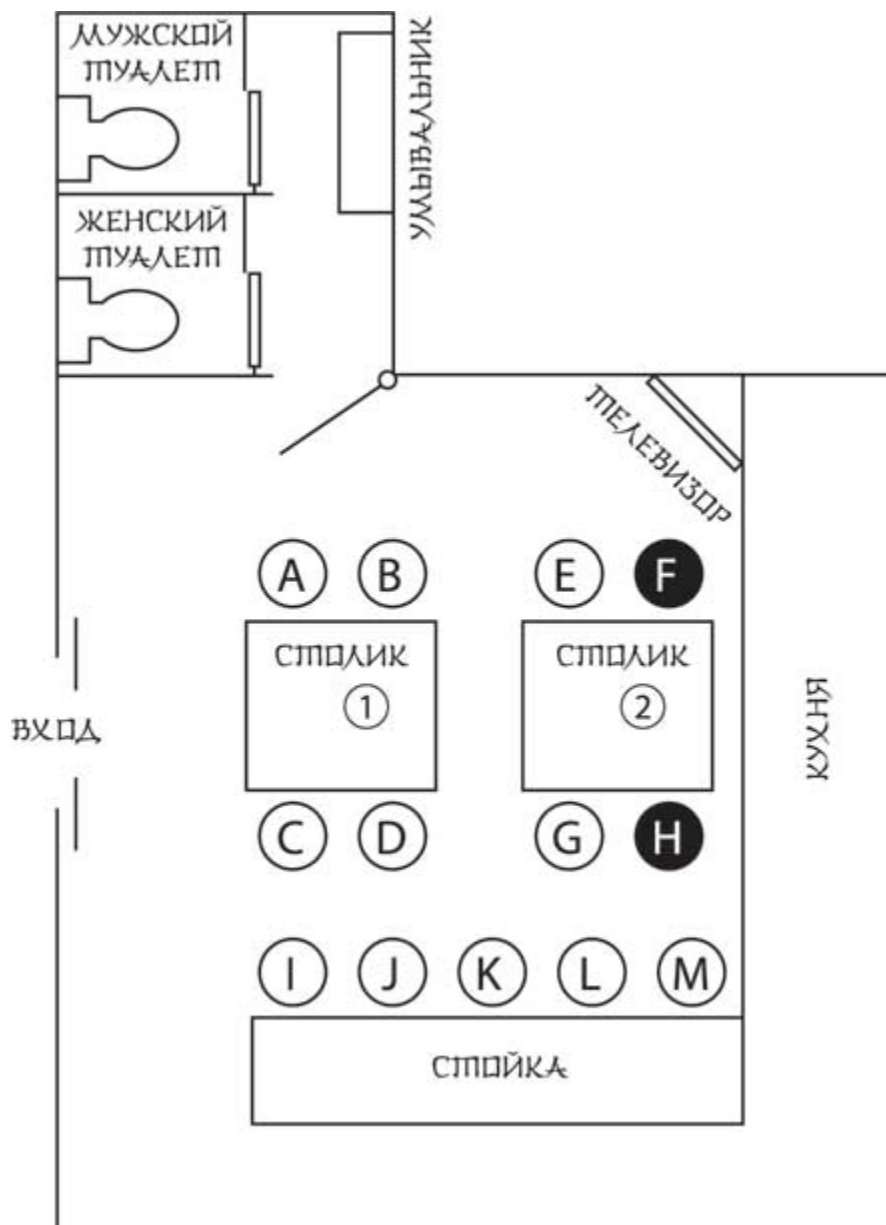 МУЖСКОЙ
ТУАЛЕТ
УМЫВАЛЬНИК
ЖЕНСКИЙ
ТУАЛЕТ
ТЕЛЕВИЗОР
A B E F
СТОЛИК СТОЛИК
1 2
ВХОД
КУХНЯ
C D G H
I J K L M
СТОЙКА